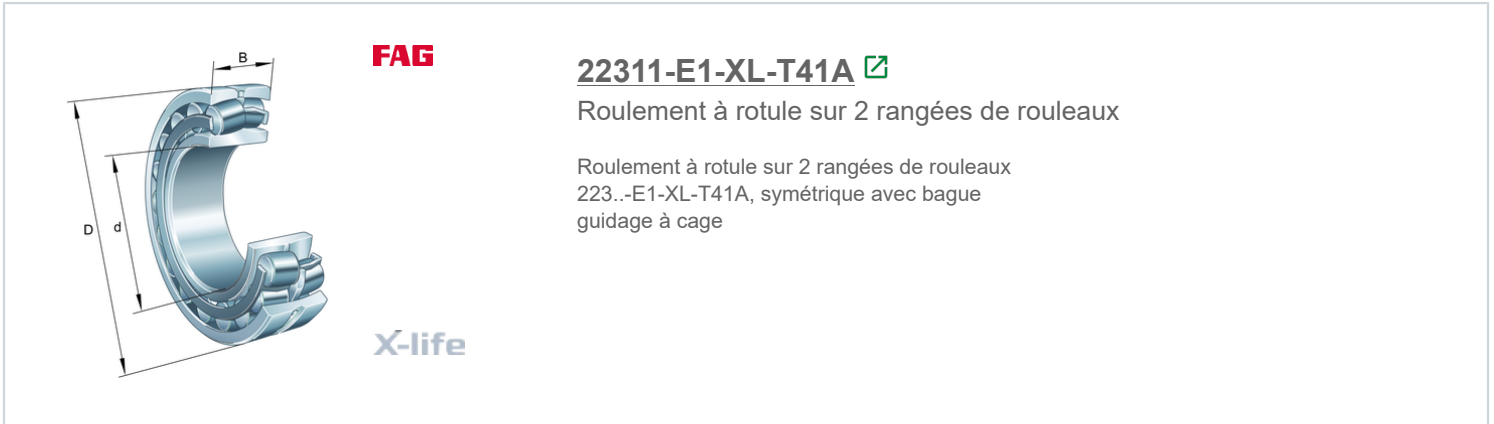 B
D
d
FAG
X-life
22311-E1-XL-T41A
Roulement à rotule sur 2 rangées de rouleaux
Roulement à rotule sur 2 rangées de rouleaux
223..-E1-XL-T41A, symétrique avec bague
guidage à cage